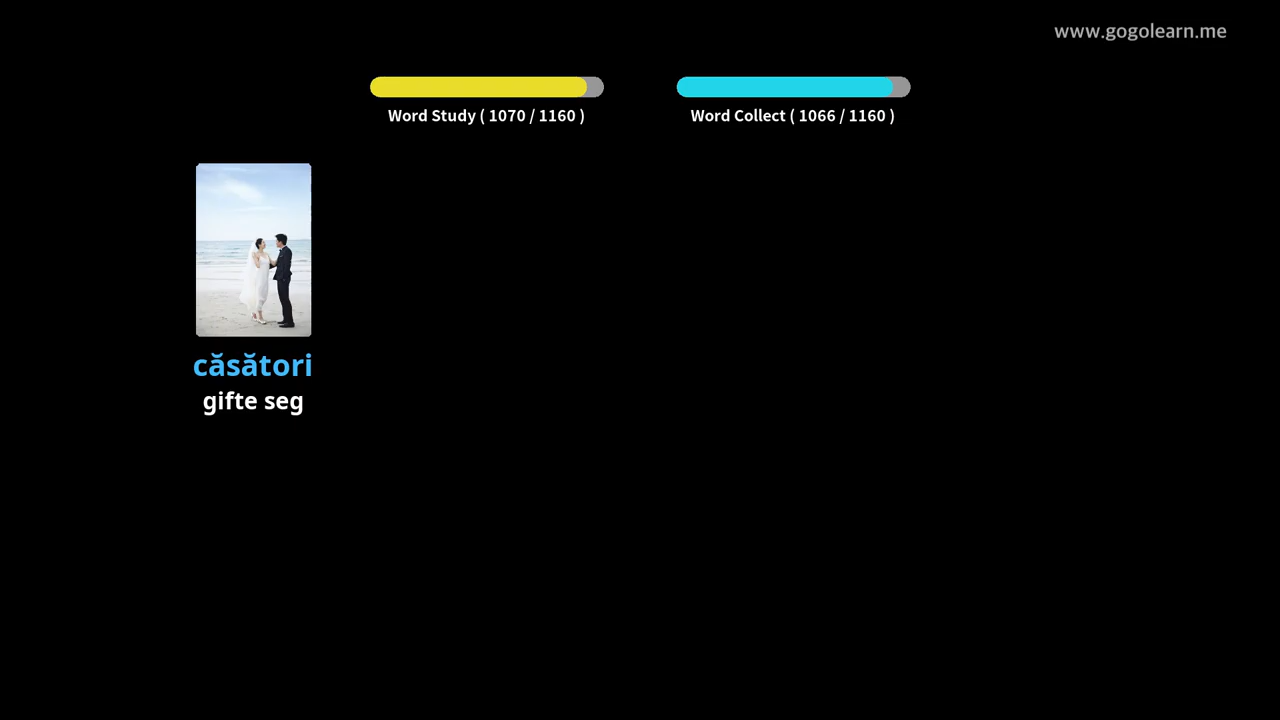 www.gogolearn.me
Word Study ( 1070 / 1160 )
Word Collect ( 1066 / 1160 )
căsători
gifte seg